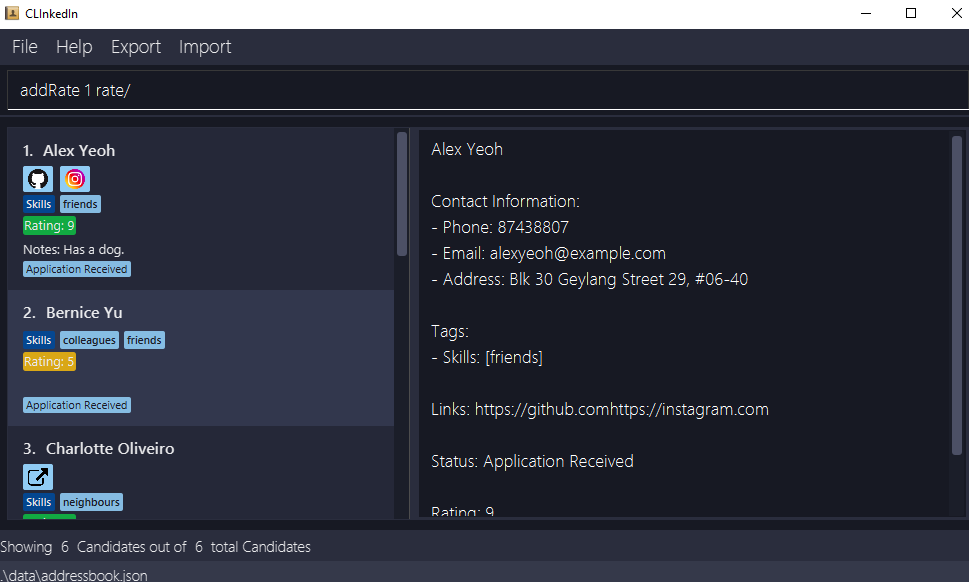 CLInkedIn
File Help Export Import
addRate 1 rate/
1. Alex Yeoh
Skills friends
Rating: 9
Notes: Has a dog.
Application Received
2. Bernice Yu
Skills colleagues friends
Rating: 5
Application Received
3. Charlotte Oliveiro
Skills neighbours
Alex Yeoh
Contact Information:
- Phone: 87438807
- Email: alexyeoh@example.com
- Address: Blk 30 Geylang Street 29, #06-40
Tags:
- Skills: [friends]
Links: https://github.comhttps://instagram.com
Status: Application Received
Rating: 9
Showing 6 Candidates out of 6 total Candidates
.\data\addressbook.json